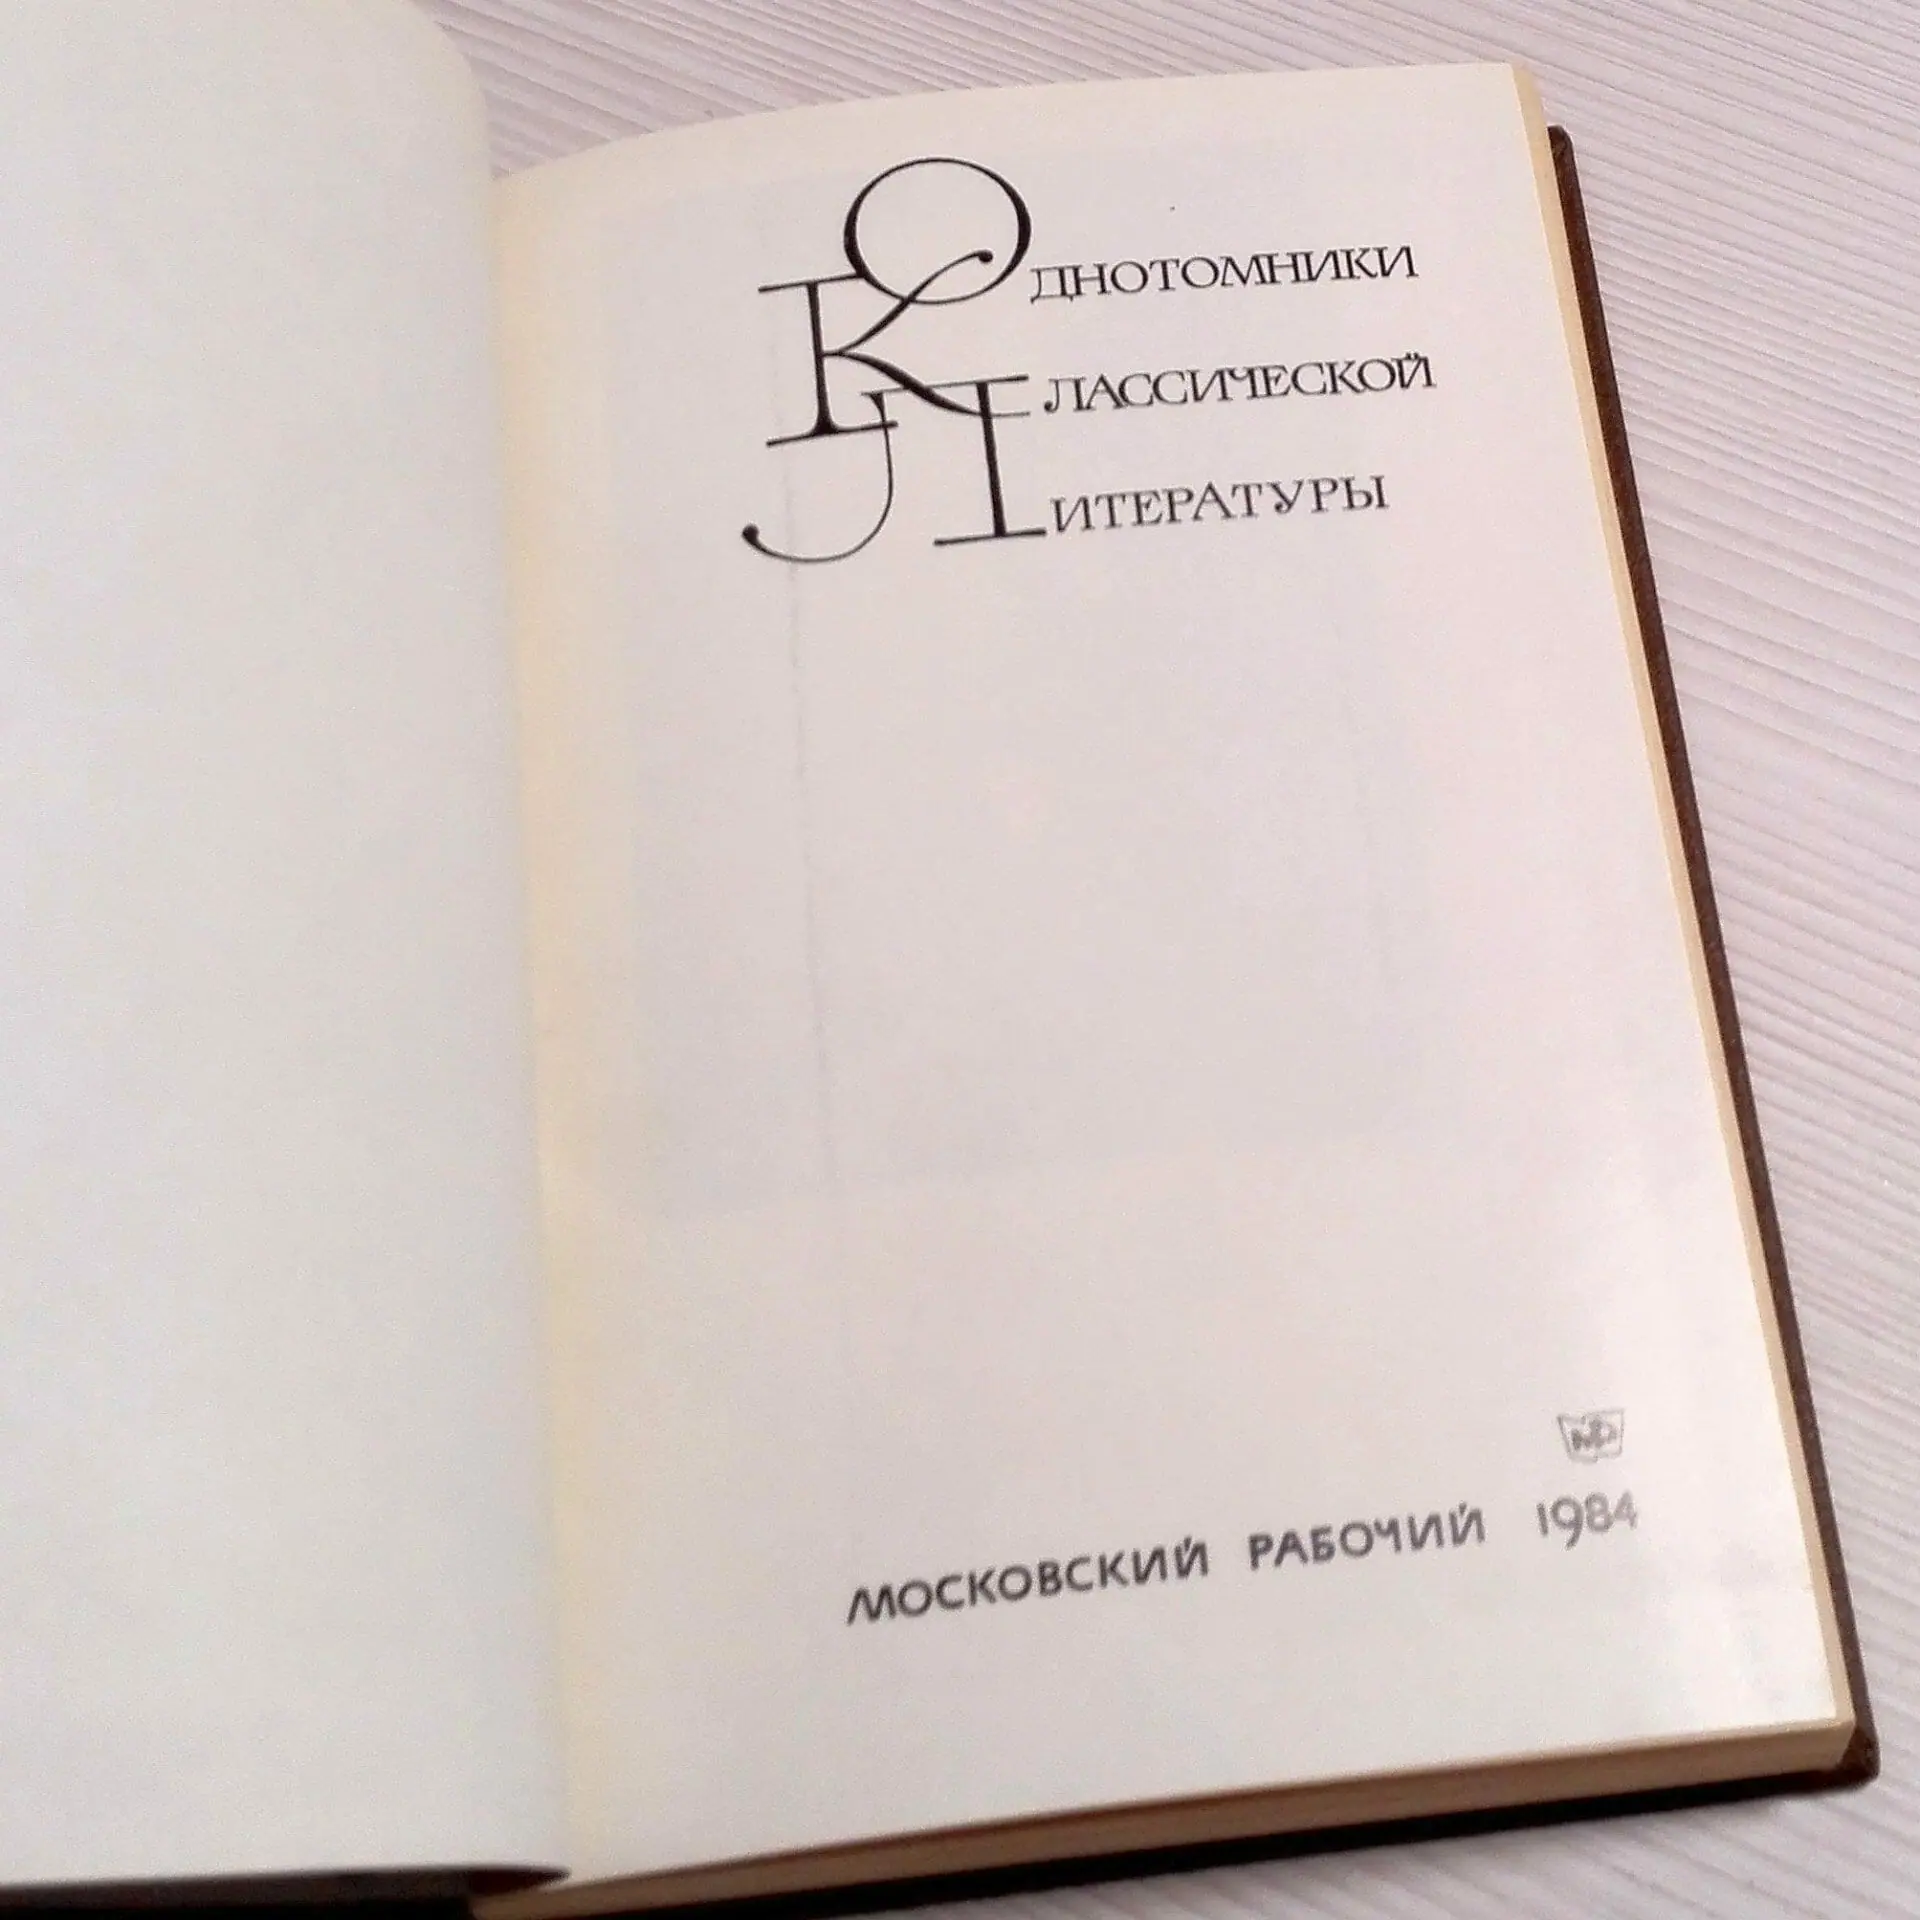 Однотомники
Классической
Литературы
МОСКОВСКИЙ РАБОЧИЙ 1984